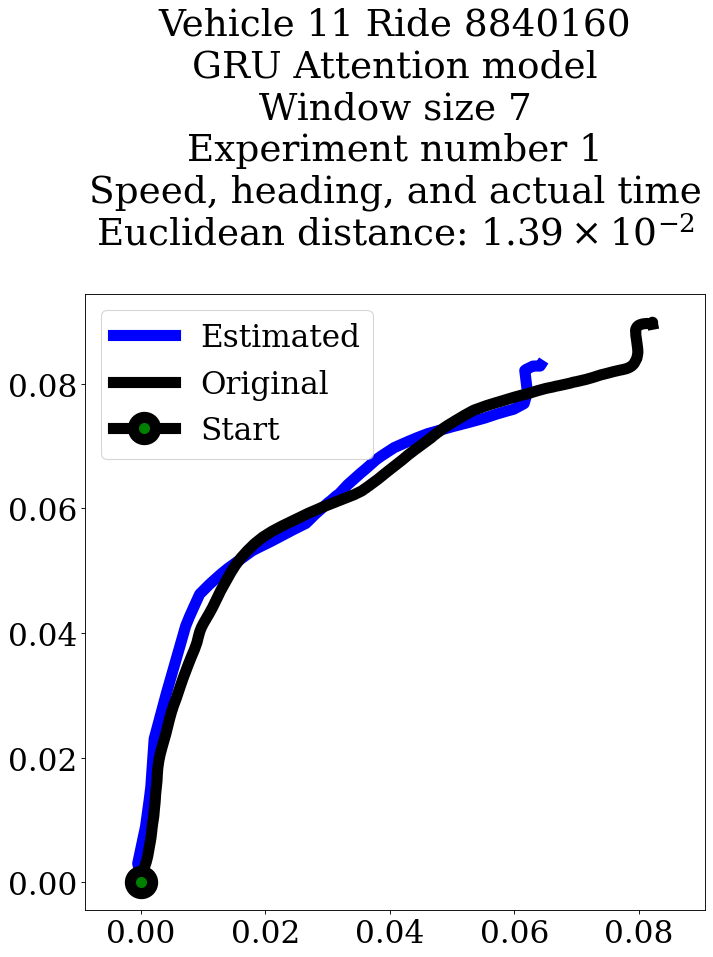 Vehicle 11 Ride 8840160
GRU Attention model
Window size 7
Experiment number 1
Speed, heading, and actual time
Euclidean distance: 1.39 × 10⁻²
Estimated
Original
Start
0.08
0.06
0.04
0.02
0.00
0.00 0.02 0.04 0.06 0.08